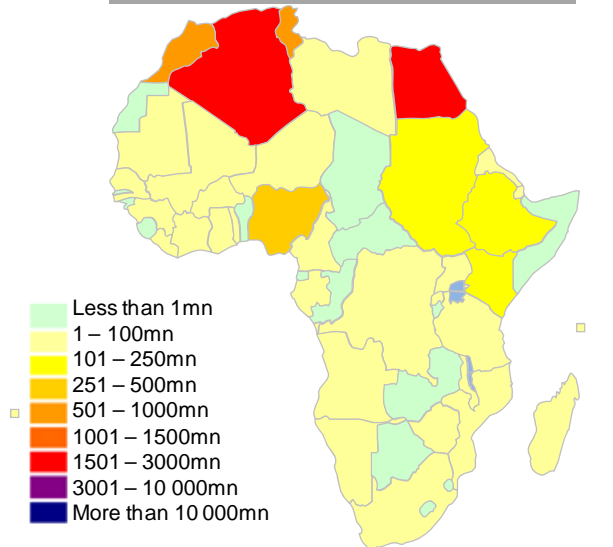 Less than 1mn
1 – 100mn
101 – 250mn
251 – 500mn
501 – 1000mn
1001 – 1500mn
1501 – 3000mn
3001 – 10 000mn
More than 10 000mn